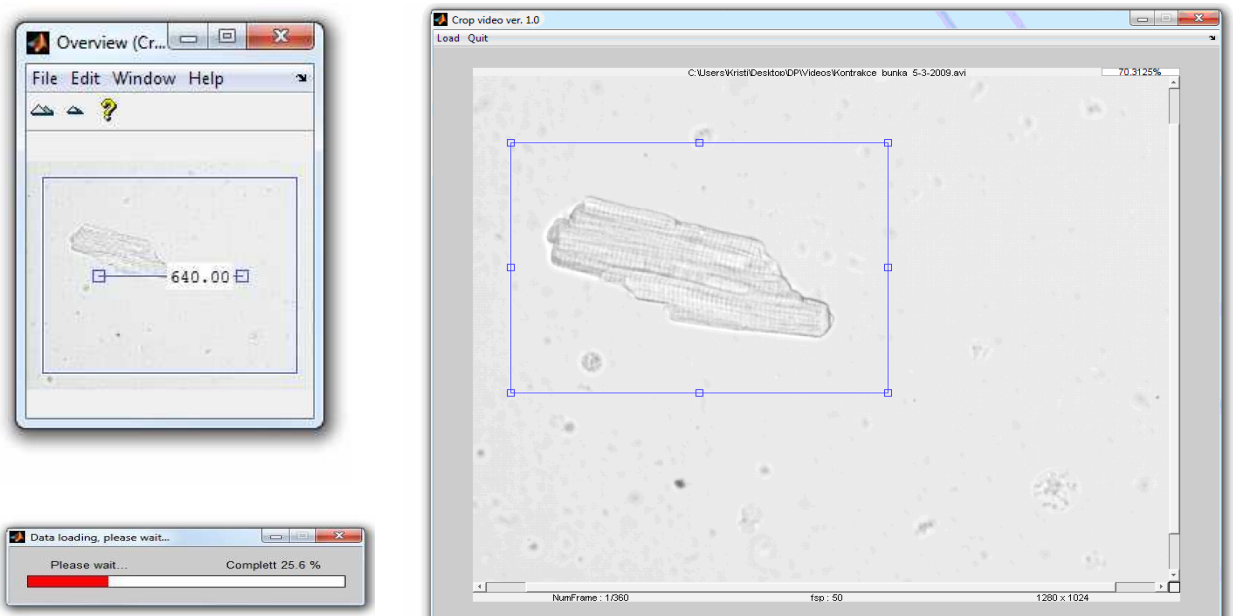 Overview (Cr...
File Edit Window Help
640.00
Data loading, please wait...
Please wait... Complett 25.6 %
Crop video ver. 1.0
Load Quit
C:\Users\Kristi\Desktop\DP\Videos\Kontrakce bunka 5-3-2009.avi 70.3125%
NumFrame : 1/360 fsp : 50 1280 x 1024